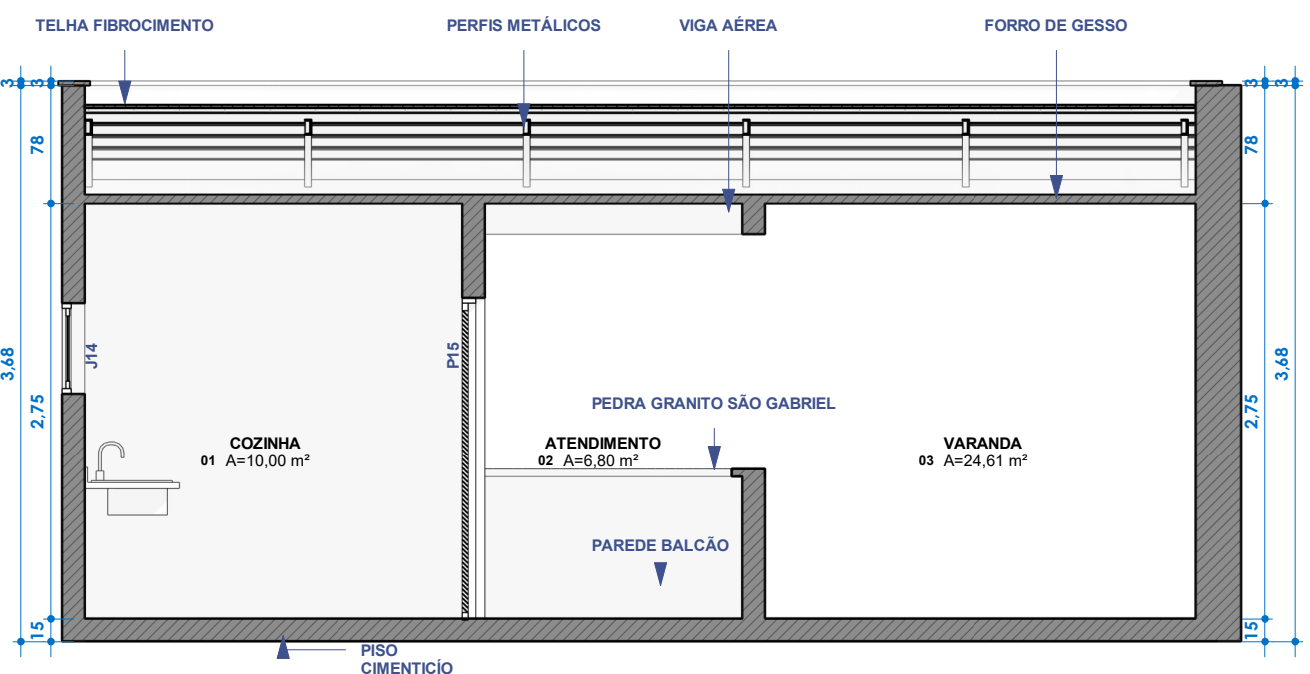 TELHA FIBROCIMENTO
PERFIS METÁLICOS
VIGA AÉREA
FORRO DE GESSO
3
3
3
3
78
78
J14
P15
3,68
2,75
2,75
3,68
PEDRA GRANITO SÃO GABRIEL
COZINHA
01 A=10,00 m²
ATENDIMENTO
02 A=6,80 m²
VARANDA
03 A=24,61 m²
PAREDE BALCÃO
15
15
PISO
CIMENTICÍO